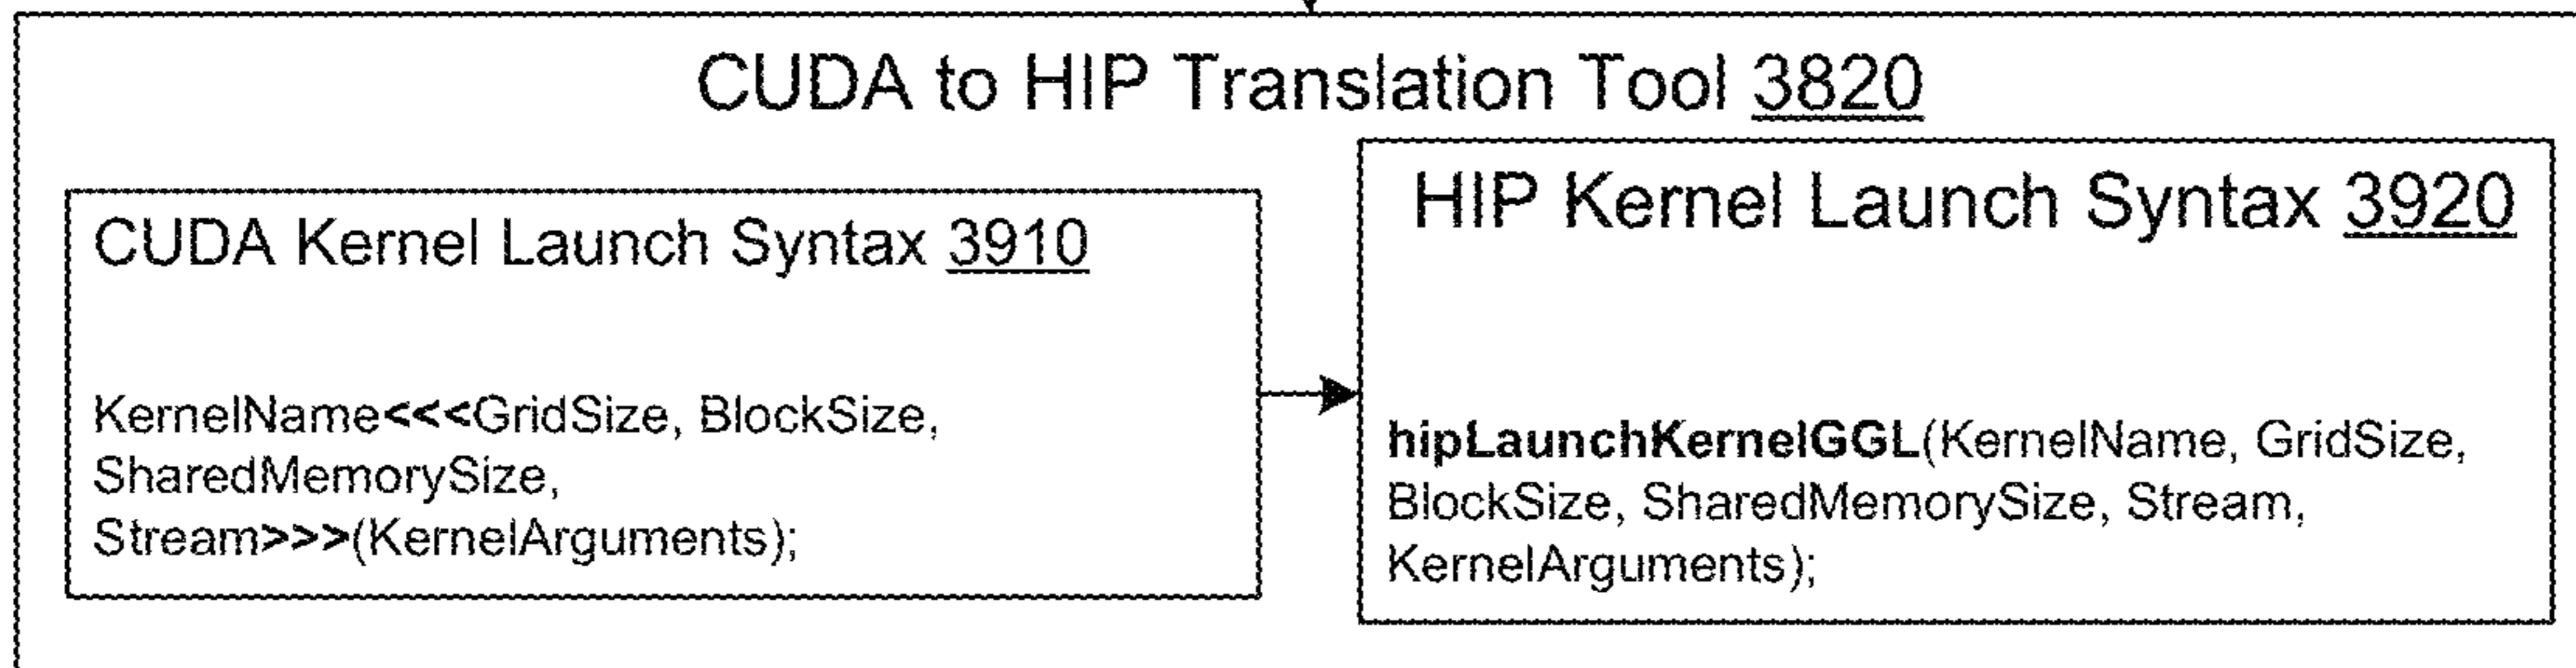 CUDA to HIP Translation Tool 3820
CUDA Kernel Launch Syntax 3910
KernelName<<<GridSize, BlockSize,
SharedMemorySize,
Stream>>>(KernelArguments);
HIP Kernel Launch Syntax 3920
hipLaunchKernelGGL(KernelName, GridSize,
BlockSize, SharedMemorySize, Stream,
KernelArguments);